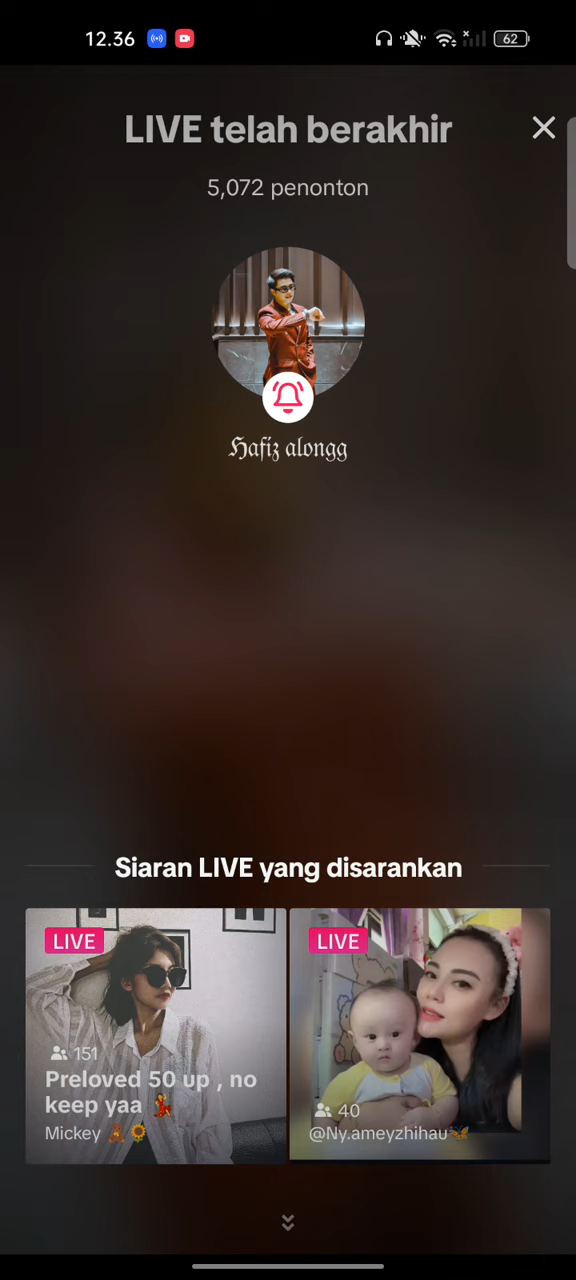 12.36
62
LIVE telah berakhir
5,072 penonton
Hafiz alongg
Siaran LIVE yang disarankan
LIVE
151
Preloved 50 up , no
keep yaa 💃
Mickey 🧸🌻
LIVE
40
@Ny.ameyzhihau🦋